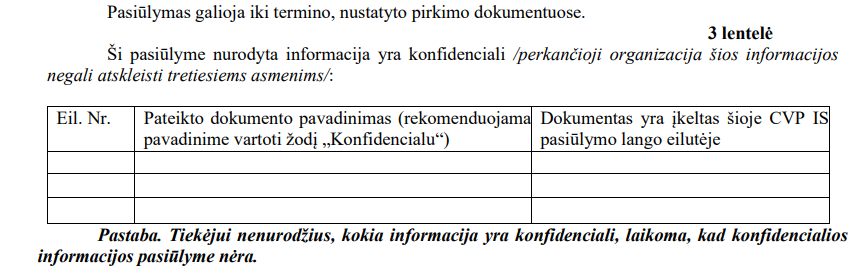 Pasiūlymas galioja iki termino, nustatyto pirkimo dokumentuose.
3 lentelė
Ši pasiūlyme nurodyta informacija yra konfidenciali /perkančioji organizacija šios informacijos
negali atskleisti tretiesiems asmenims/:
Eil. Nr.
Pateikto dokumento pavadinimas (rekomenduojama
pavadinime vartoti žodį „Konfidencialu“)
Dokumentas yra įkeltas šioje CVP IS
pasiūlymo lango eilutėje
Pastaba. Tiekėjui nenurodžius, kokia informacija yra konfidenciali, laikoma, kad konfidencialios
informacijos pasiūlyme nėra.